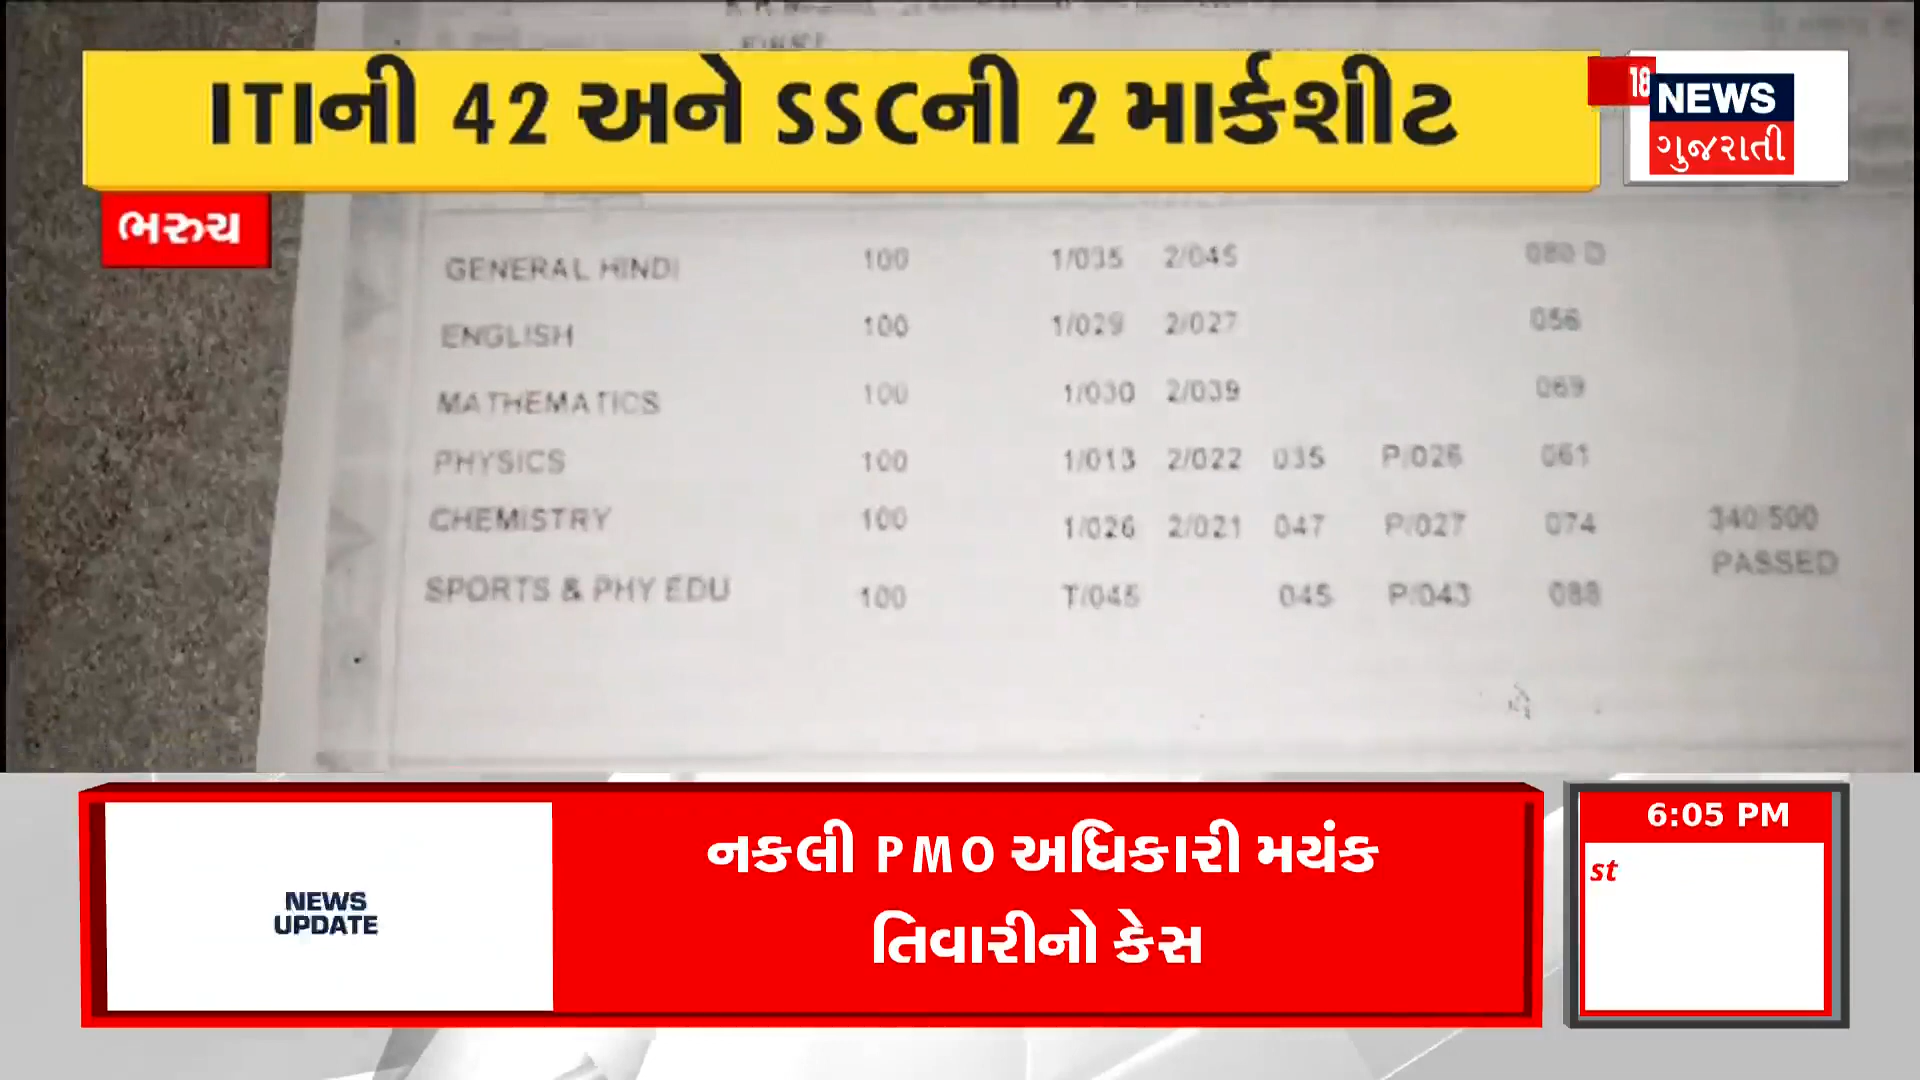 ITIની 42 અને SSCની 2 માર્કશીટ
18
NEWS
ગુજરાતી
ભરુચ
GENERAL HINDI 100 1/035 2/045 080 D
ENGLISH 100 1/029 2/027 056
MATHEMATICS 100 1/030 2/039 069
PHYSICS 100 1/013 2/022 035 P/026 061
CHEMISTRY 100 1/026 2/021 047 P/027 074 340/500
PASSED
SPORTS & PHY EDU 100 T/045 045 P/043 088
NEWS
UPDATE
નકલી PMO અધિકારી મયંક
તિવારીનો કેસ
6:05 PM
st